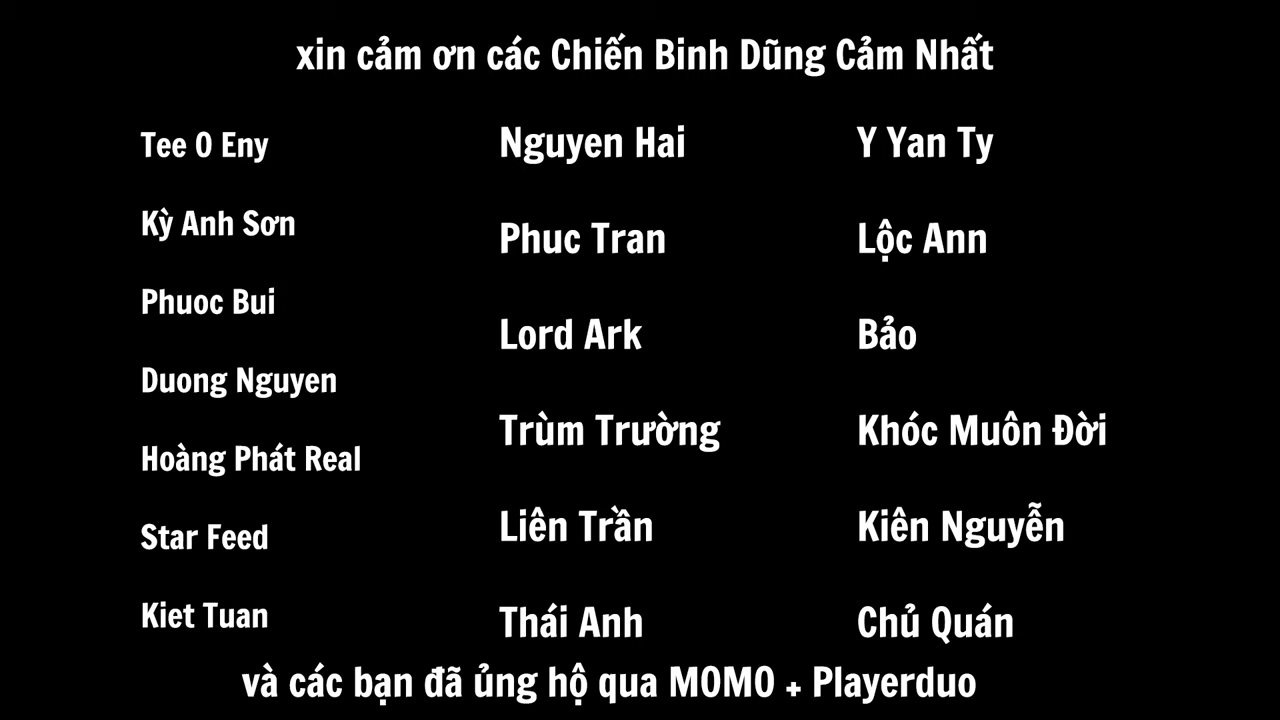 xin cảm ơn các Chiến Binh Dũng Cảm Nhất
Tee O Eny
Kỳ Anh Sơn
Phuoc Bui
Duong Nguyen
Hoàng Phát Real
Star Feed
Kiet Tuan
Nguyen Hai
Phuc Tran
Lord Ark
Trùm Trường
Liên Trần
Thái Anh
Y Yan Ty
Lộc Ann
Bảo
Khóc Muôn Đời
Kiên Nguyễn
Chủ Quán
và các bạn đã ủng hộ qua MOMO + Playerduo